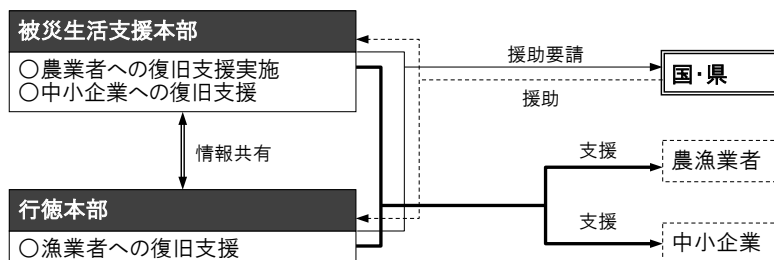 被災生活支援本部
○農業者への復旧支援実施
○中小企業への復旧支援
援助要請
国・県
援助
情報共有
支援
農漁業者
行徳本部
○漁業者への復旧支援
支援
中小企業